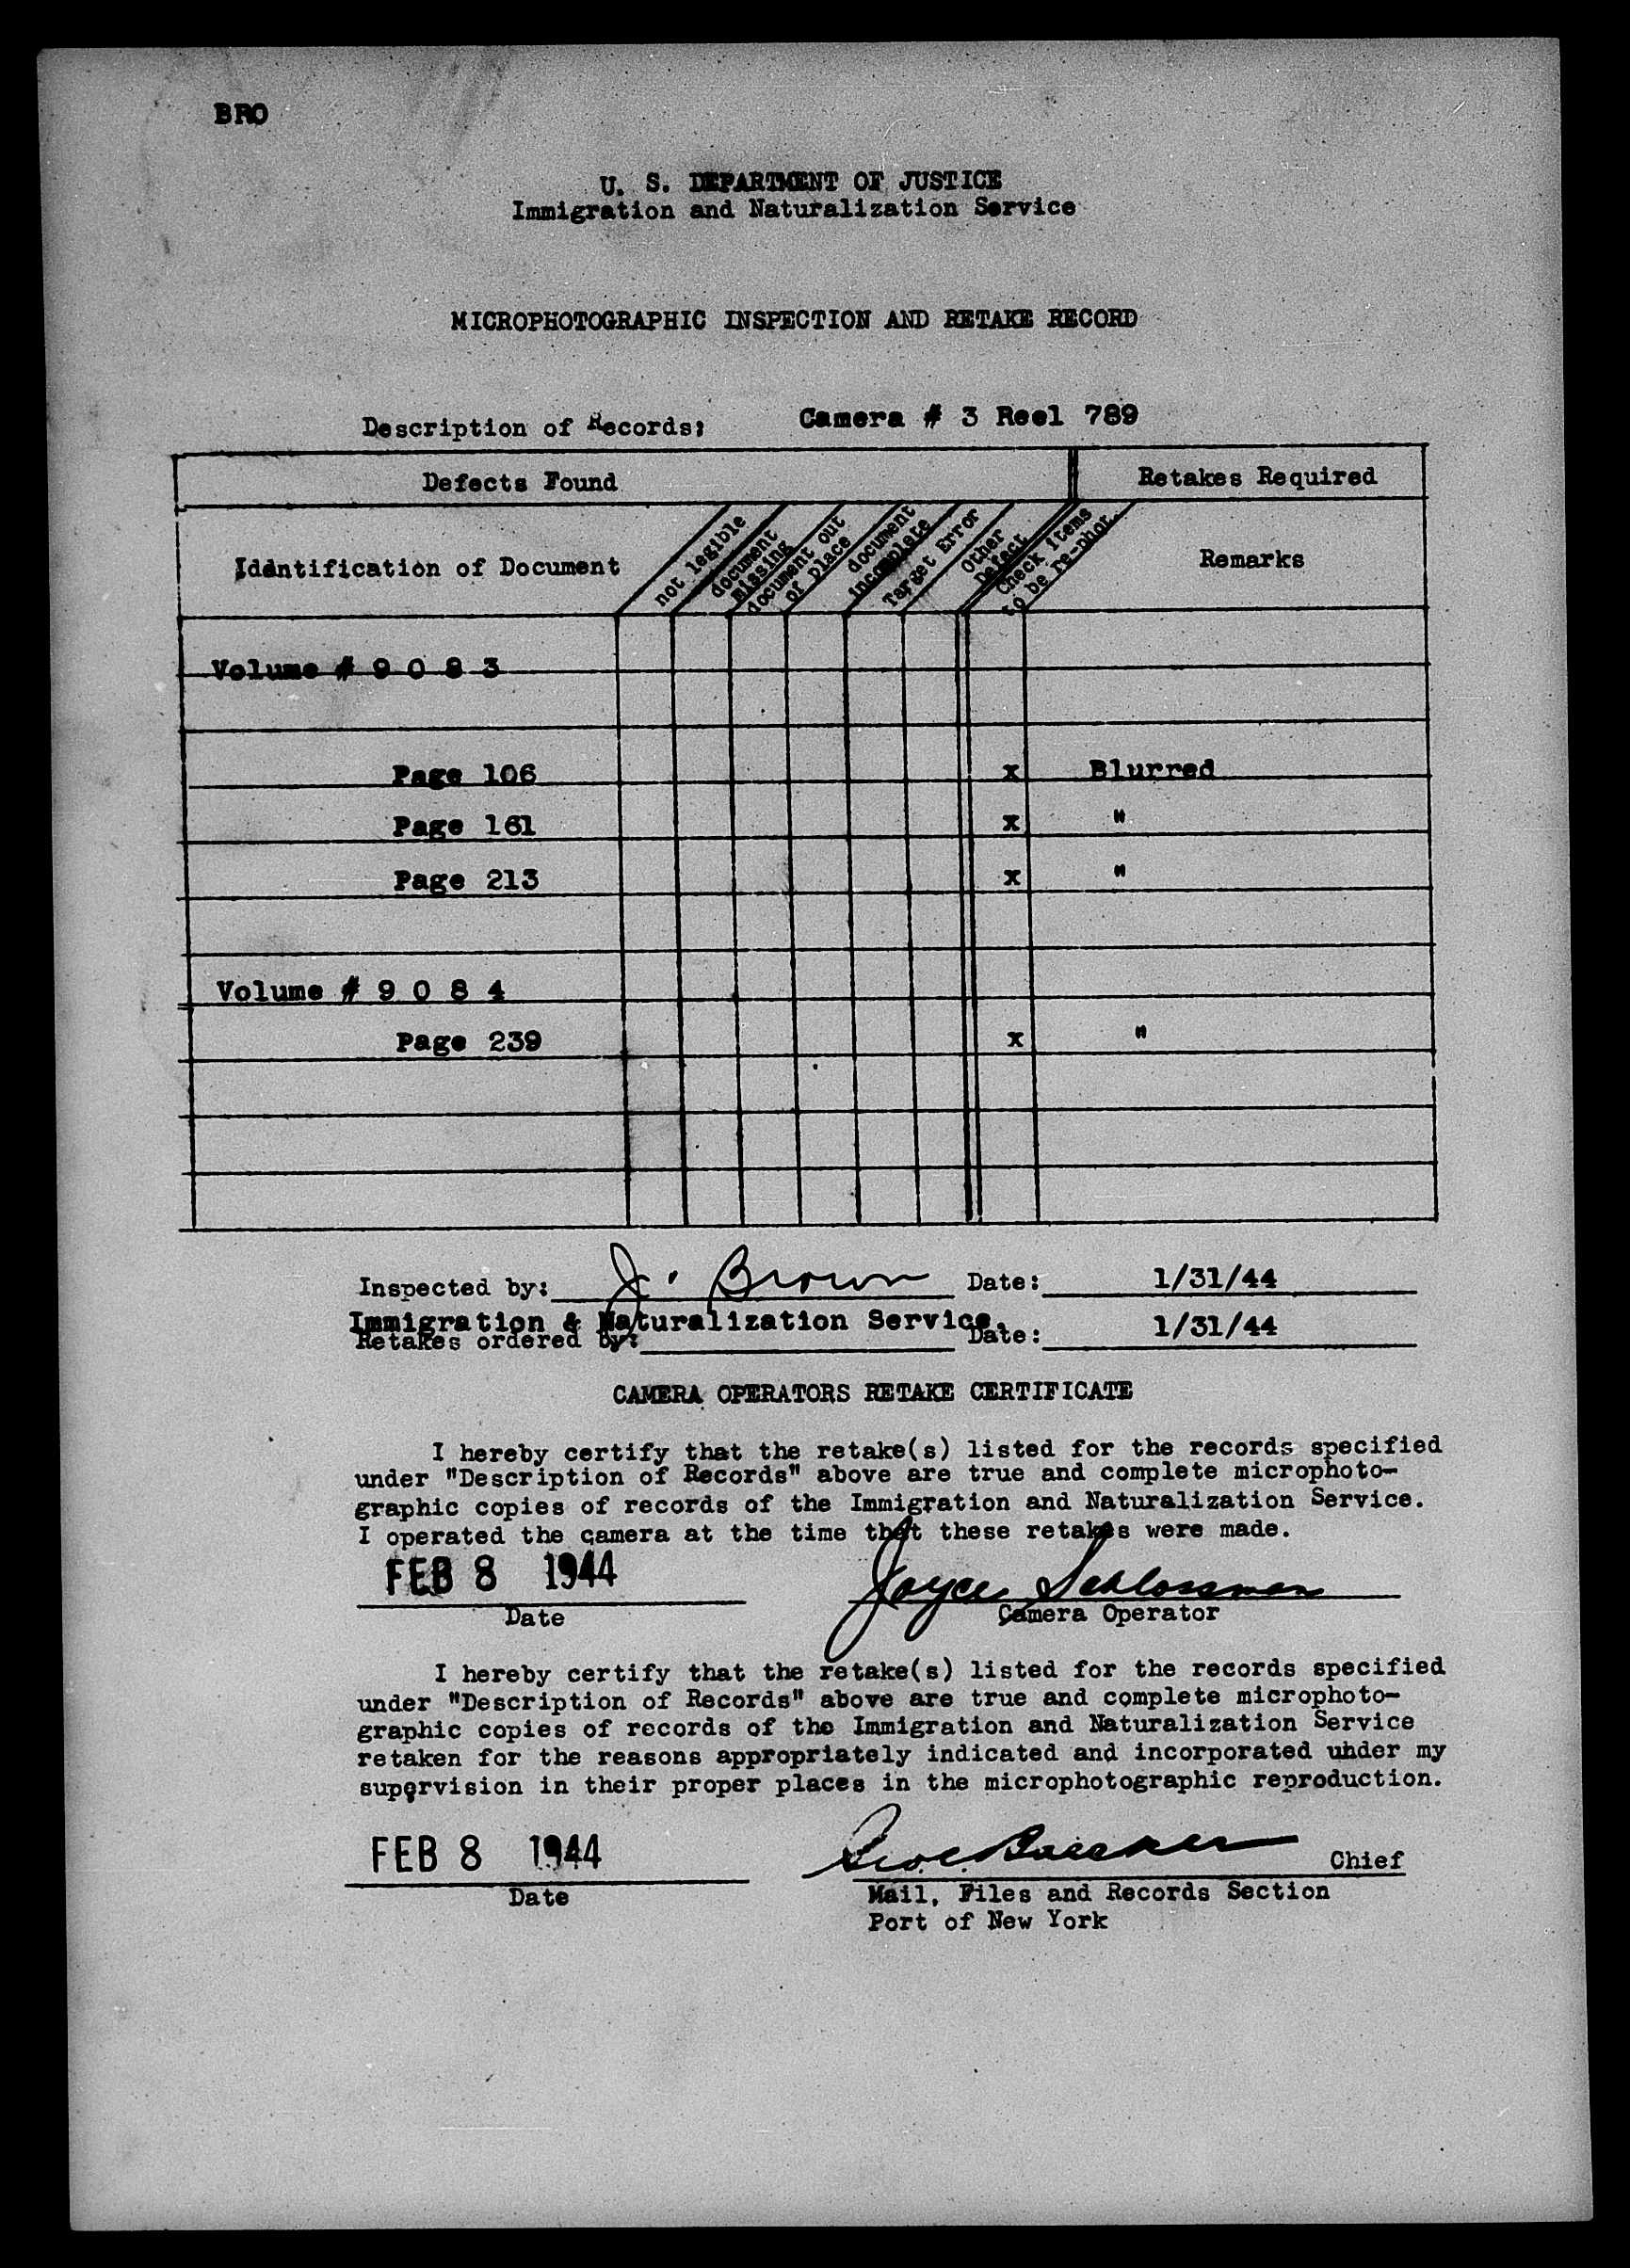 BRO
U. S. DEPARTMENT OF JUSTICE
Immigration and Naturalization Service
MICROPHOTOGRAPHIC INSPECTION AND RETAKE RECORD
Description of Records; Camera # 3 Reel 789
Defects Found Retakes Required
Identification of Document
not legible
document
missing
document out
of place
document
incomplete
Target Error
Other
Defect
Check items
to be re-phot.
Remarks
Volume # 9 0 8 3
Page 106 x Blurred
Page 161 x "
Page 213 x "
Volume # 9 0 8 4
Page 239 x "
Inspected by: J. Brown Date: 1/31/44
Immigration & Naturalization Service.
Retakes ordered by: Date: 1/31/44
CAMERA OPERATORS RETAKE CERTIFICATE
I hereby certify that the retake(s) listed for the records specified
under "Description of Records" above are true and complete microphoto-
graphic copies of records of the Immigration and Naturalization Service.
I operated the camera at the time that these retakes were made.
FEB 8 1944 Joyce Schlossman
Date Camera Operator
I hereby certify that the retake(s) listed for the records specified
under "Description of Records" above are true and complete microphoto-
graphic copies of records of the Immigration and Naturalization Service
retaken for the reasons appropriately indicated and incorporated under my
supervision in their proper places in the microphotographic reproduction.
FEB 8 1944 Chief
Date Mail, Files and Records Section
Port of New York